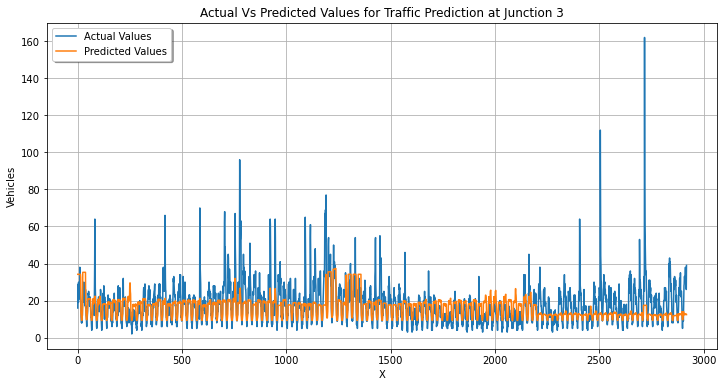 Actual Vs Predicted Values for Traffic Prediction at Junction 3
Actual Values
Predicted Values
160
140
120
100
80
60
40
20
0
Vehicles
0 500 1000 1500 2000 2500 3000
X